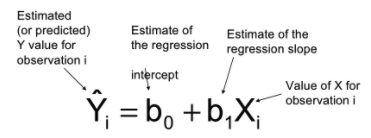 Estimated
(or predicted)
Y value for
observation i
Estimate of
the regression
intercept
Estimate of the
regression slope
Value of X for
observation i
Ŷᵢ = b₀ + b₁Xᵢ